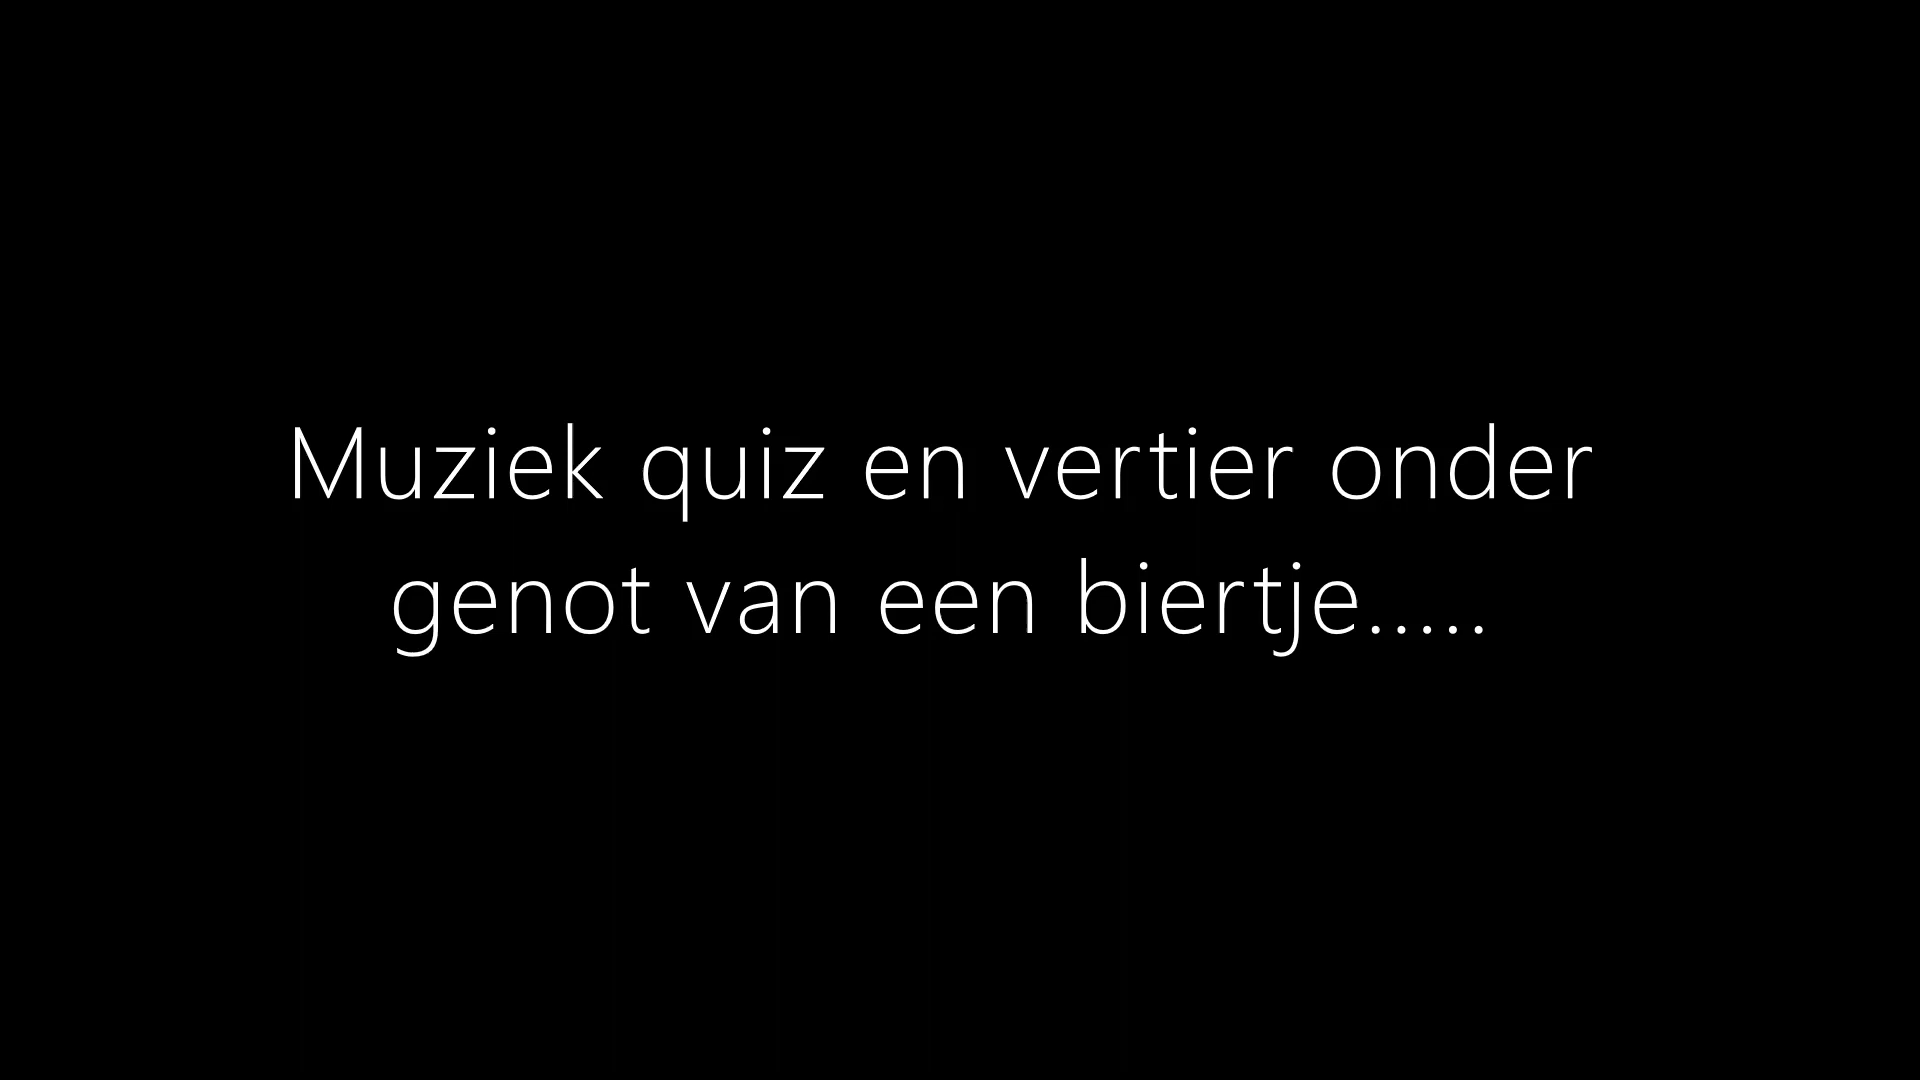 Muziek quiz en vertier onder
genot van een biertje.....